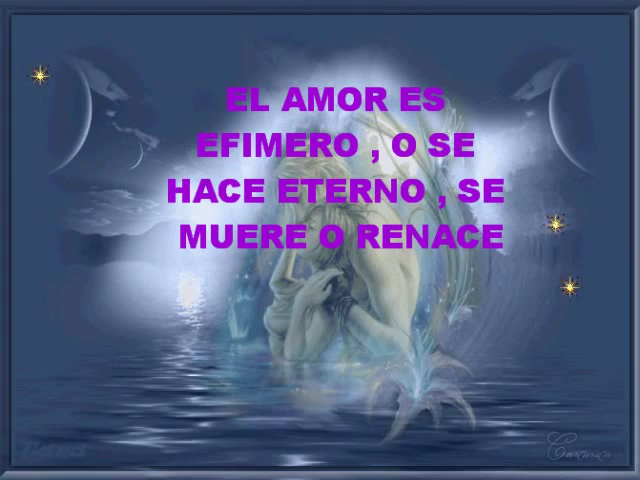 EL AMOR ES
EFIMERO , O SE
HACE ETERNO , SE
MUERE O RENACE